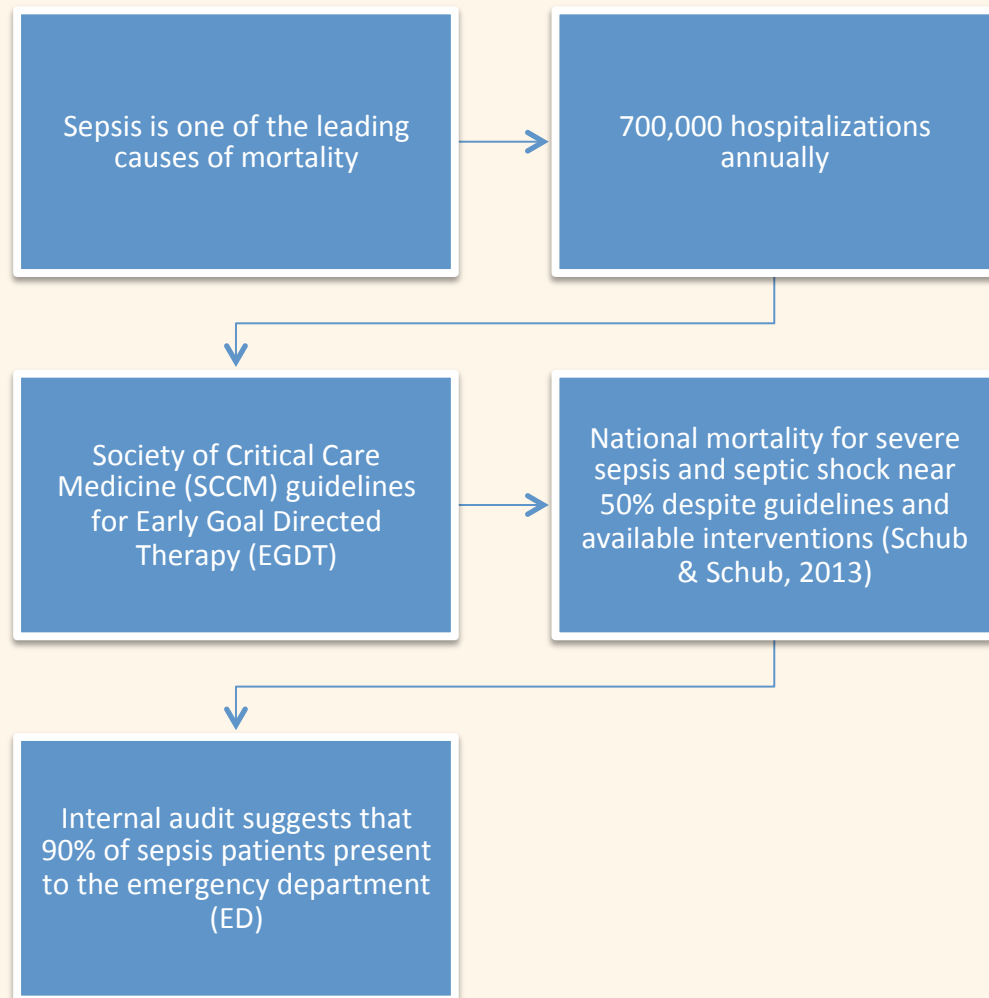 Sepsis is one of the leading
causes of mortality
700,000 hospitalizations
annually
Society of Critical Care
Medicine (SCCM) guidelines
for Early Goal Directed
Therapy (EGDT)
National mortality for severe
sepsis and septic shock near
50% despite guidelines and
available interventions (Schub
& Schub, 2013)
Internal audit suggests that
90% of sepsis patients present
to the emergency department
(ED)